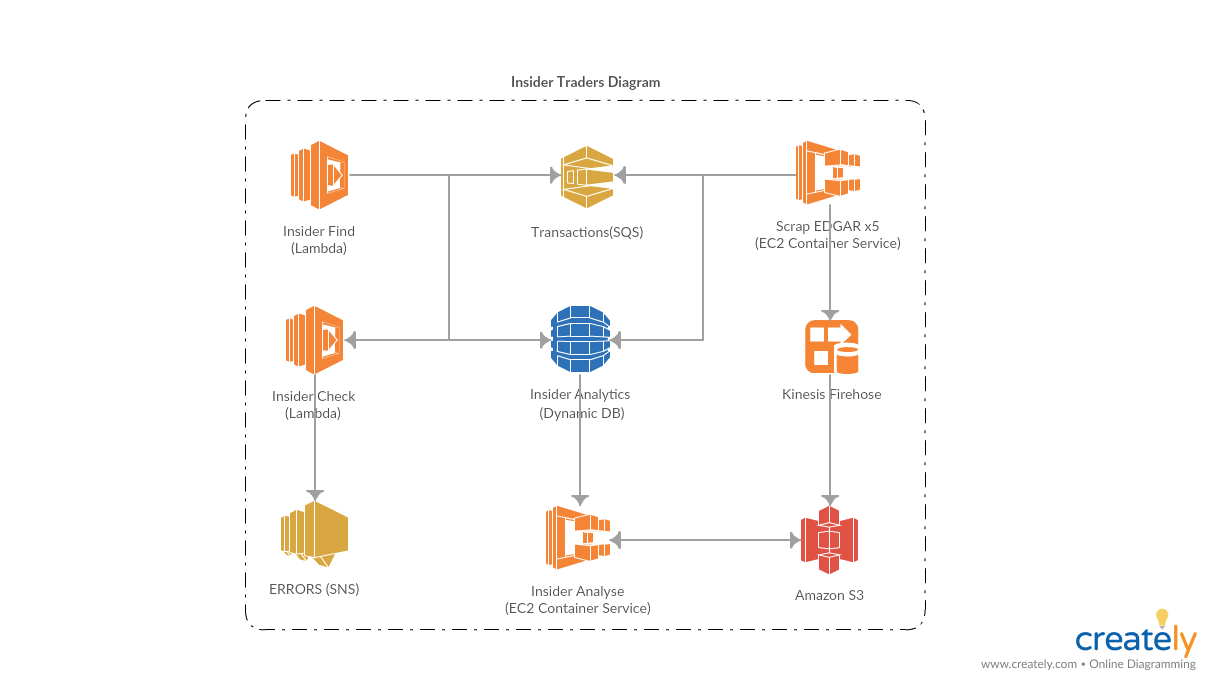 Insider Traders Diagram
Insider Find
(Lambda)
Transactions(SQS)
Scrap EDGAR x5
(EC2 Container Service)
Insider Check
(Lambda)
Insider Analytics
(Dynamic DB)
Kinesis Firehose
ERRORS (SNS)
Insider Analyse
(EC2 Container Service)
Amazon S3
creately
www.creately.com • Online Diagramming